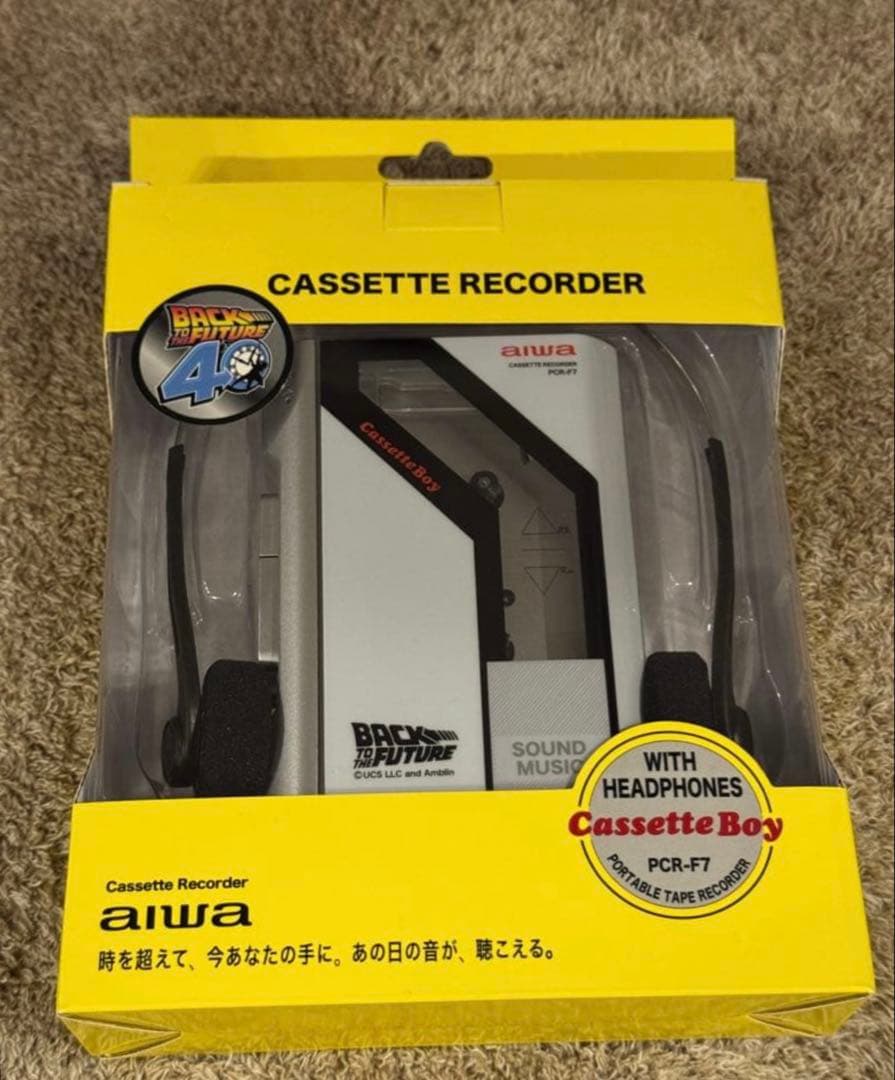 CASSETTE RECORDER
BACK
TO THE FUTURE
40
aiwa
CASSETTE RECORDER
PCR-F7
CassetteBoy
BACK
TO THE FUTURE
©UCS LLC and Amblin
SOUND
MUSIC
WITH
HEADPHONES
CassetteBoy
PCR-F7
PORTABLE TAPE RECORDER
Cassette Recorder
aiwa
時を超えて、今あなたの手に。あの日の音が、聴こえる。